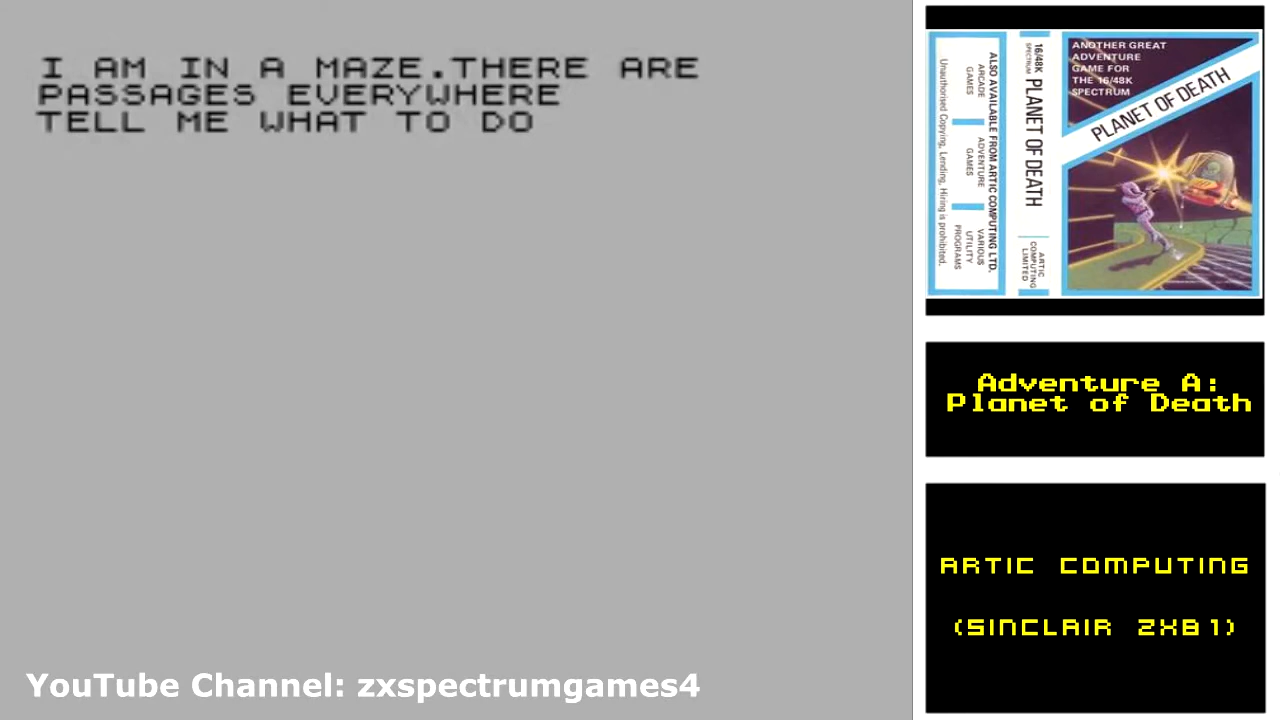 I AM IN A MAZE.THERE ARE
PASSAGES EVERYWHERE
TELL ME WHAT TO DO
YouTube Channel: zxspectrumgames4
Unauthorised Copying, Lending, Hiring is prohibited.
ALSO AVAILABLE FROM ARTIC COMPUTING LTD.
ARCADE
GAMES
ADVENTURE
GAMES
VARIOUS
UTILITY
PROGRAMS
16/48K
SPECTRUM
PLANET OF DEATH
ARTIC
COMPUTING
LIMITED
ANOTHER GREAT
ADVENTURE
GAME FOR
THE 16/48K
SPECTRUM
PLANET OF DEATH
Adventure A:
Planet of Death
ARTIC COMPUTING
(SINCLAIR ZX81)